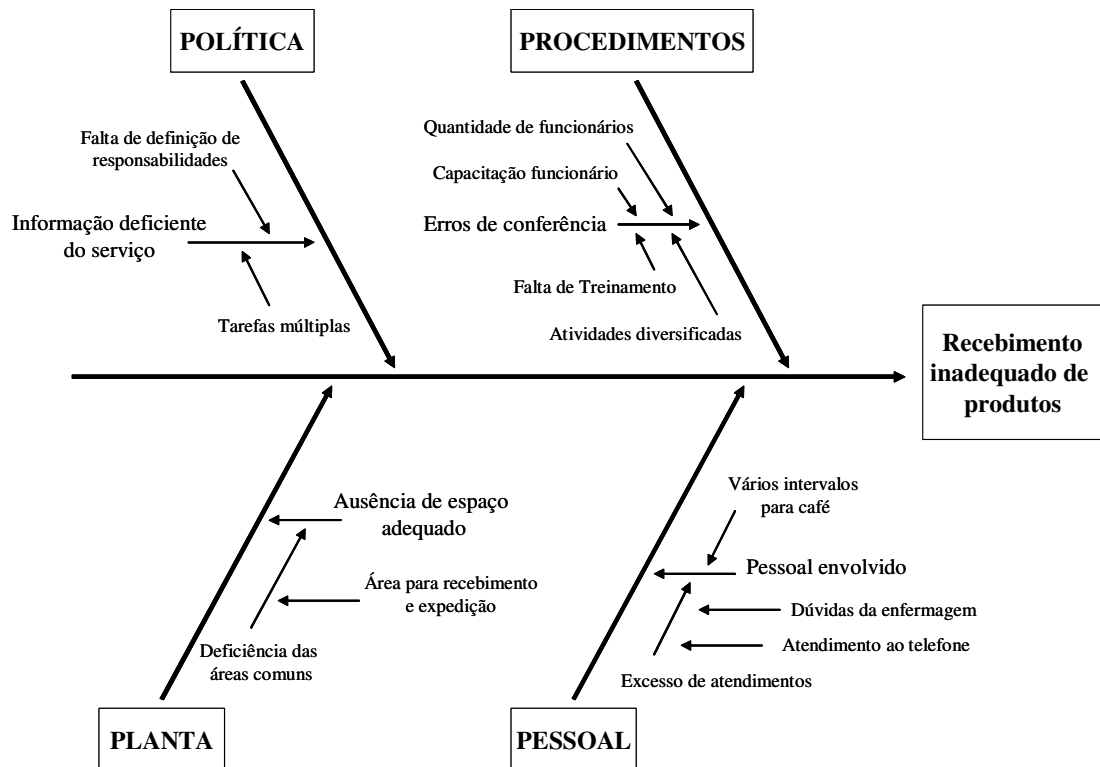 POLÍTICA
PROCEDIMENTOS
Falta de definição de
responsabilidades
Informação deficiente
do serviço
Tarefas múltiplas
Quantidade de funcionários
Capacitação funcionário
Erros de conferência
Falta de Treinamento
Atividades diversificadas
Recebimento
inadequado de
produtos
Ausência de espaço
adequado
Área para recebimento
e expedição
Deficiência das
áreas comuns
Vários intervalos
para café
Pessoal envolvido
Dúvidas da enfermagem
Atendimento ao telefone
Excesso de atendimentos
PLANTA
PESSOAL